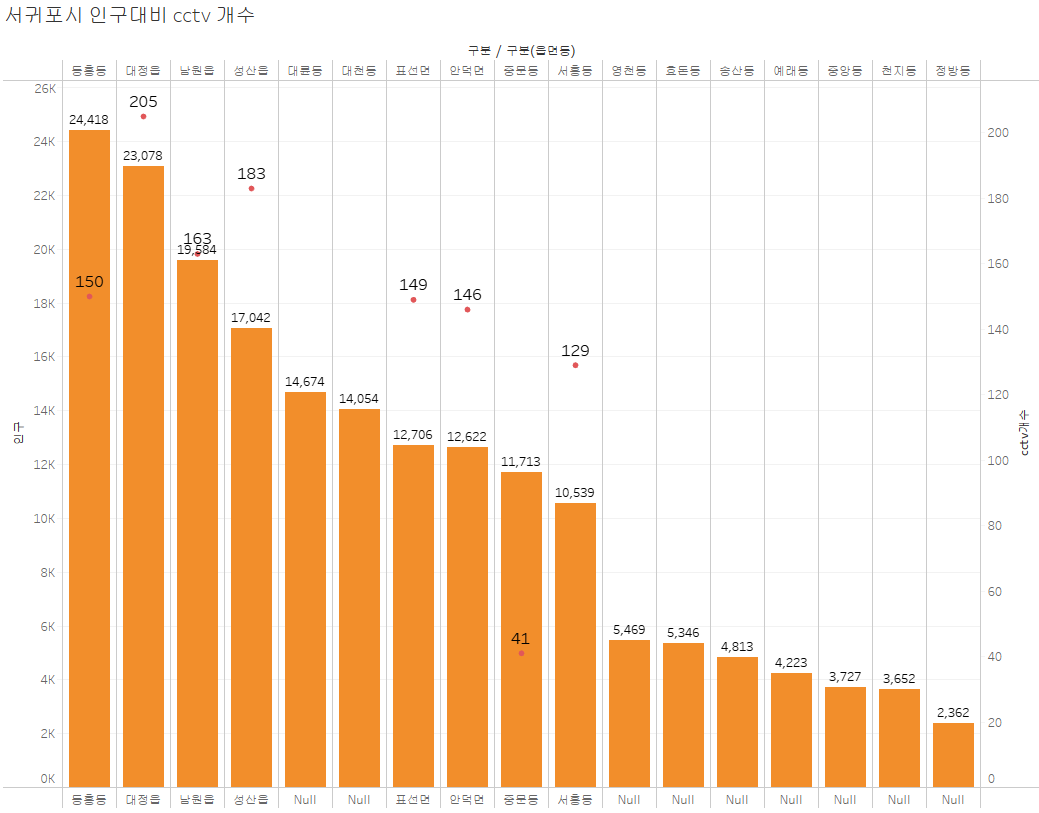 서귀포시 인구대비 cctv 개수
구분 / 구분(읍면동)
동홍동 대정읍 남원읍 성산읍 대륜동 대천동 표선면 안덕면 중문동 서홍동 영천동 효돈동 송산동 예래동 중앙동 천지동 정방동
26K
24K
22K
20K
18K
16K
14K
12K
10K
8K
6K
4K
2K
0K
인구
24,418
23,078
19,584
17,042
14,674
14,054
12,706
12,622
11,713
10,539
5,469
5,346
4,813
4,223
3,727
3,652
2,362
150
205
163
183
149
146
41
129
200
180
160
140
120
100
80
60
40
20
0
cctv개수
동홍동 대정읍 남원읍 성산읍 Null Null 표선면 안덕면 중문동 서홍동 Null Null Null Null Null Null Null